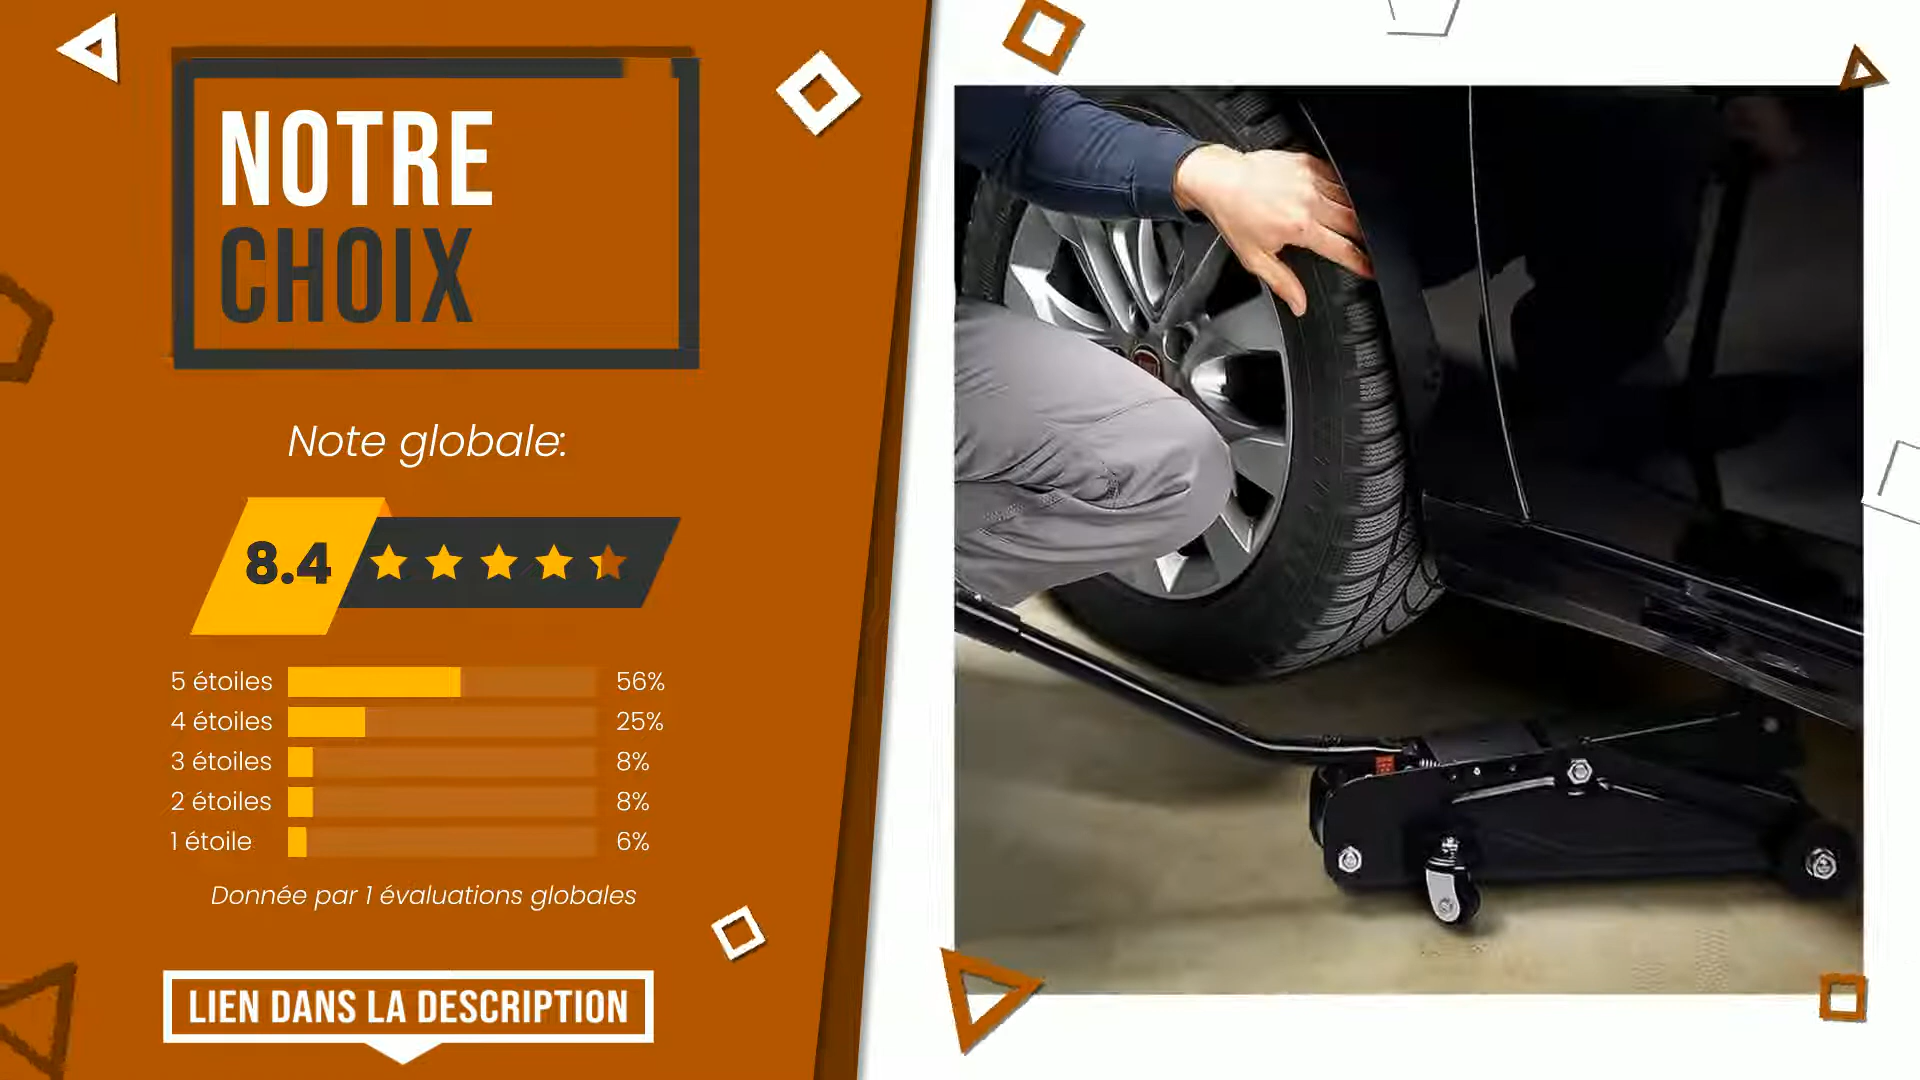 NOTRE
CHOIX
Note globale:
8.4
5 étoiles 56%
4 étoiles 25%
3 étoiles 8%
2 étoiles 8%
1 étoile 6%
Donnée par 1 évaluations globales
LIEN DANS LA DESCRIPTION